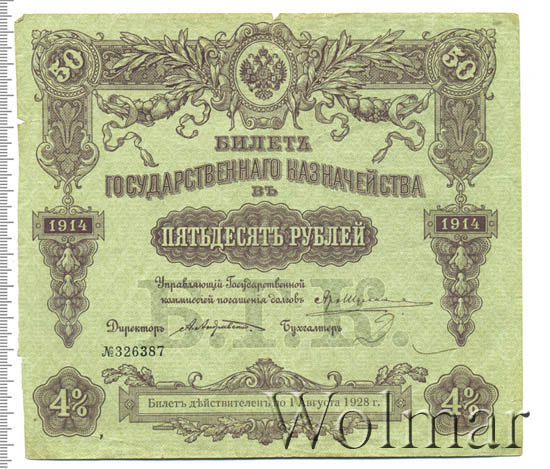 50 50
БИЛЕТЪ
ГОСУДАРСТВЕННАГО КАЗНАЧЕЙСТВА
ВЪ
1914 1914
ПЯТЬДЕСЯТЪ РУБЛЕЙ
Управляющій Государственной
коммиссіей погашенія долговъ
Б.Г.К.
Директоръ Бухгалтеръ
№326387
4% 4%
Билетъ дѣйствителенъ по 1 Августа 1928 г.
Wolmar